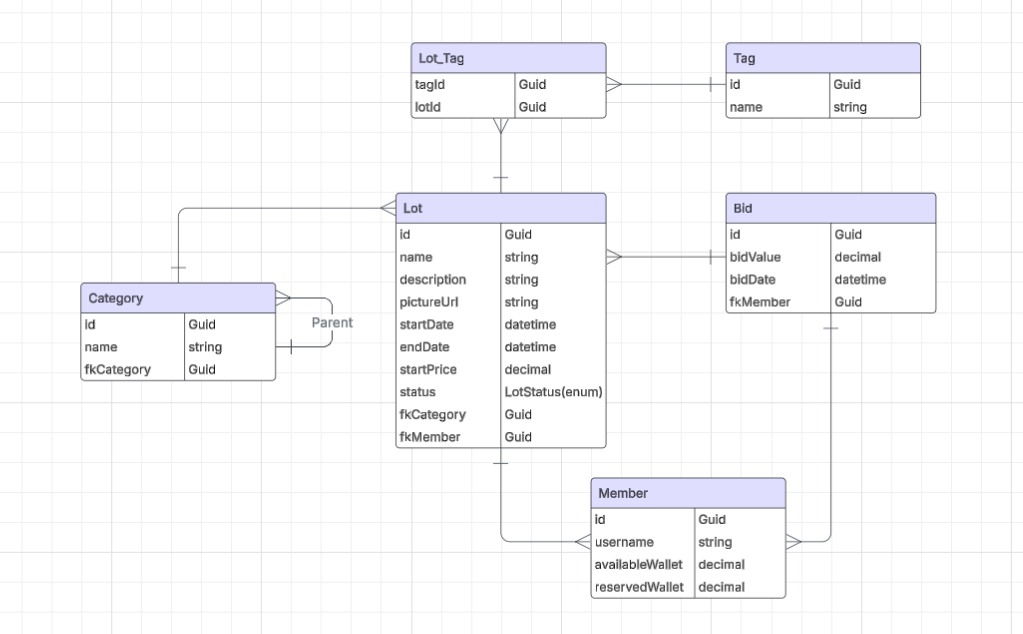 Lot_Tag
tagId Guid
lotId Guid
Tag
id Guid
name string
Lot
id Guid
name string
description string
pictureUrl string
startDate datetime
endDate datetime
startPrice decimal
status LotStatus(enum)
fkCategory Guid
fkMember Guid
Bid
id Guid
bidValue decimal
bidDate datetime
fkMember Guid
Category
id Guid
name string
fkCategory Guid
Parent
Member
id Guid
username string
availableWallet decimal
reservedWallet decimal